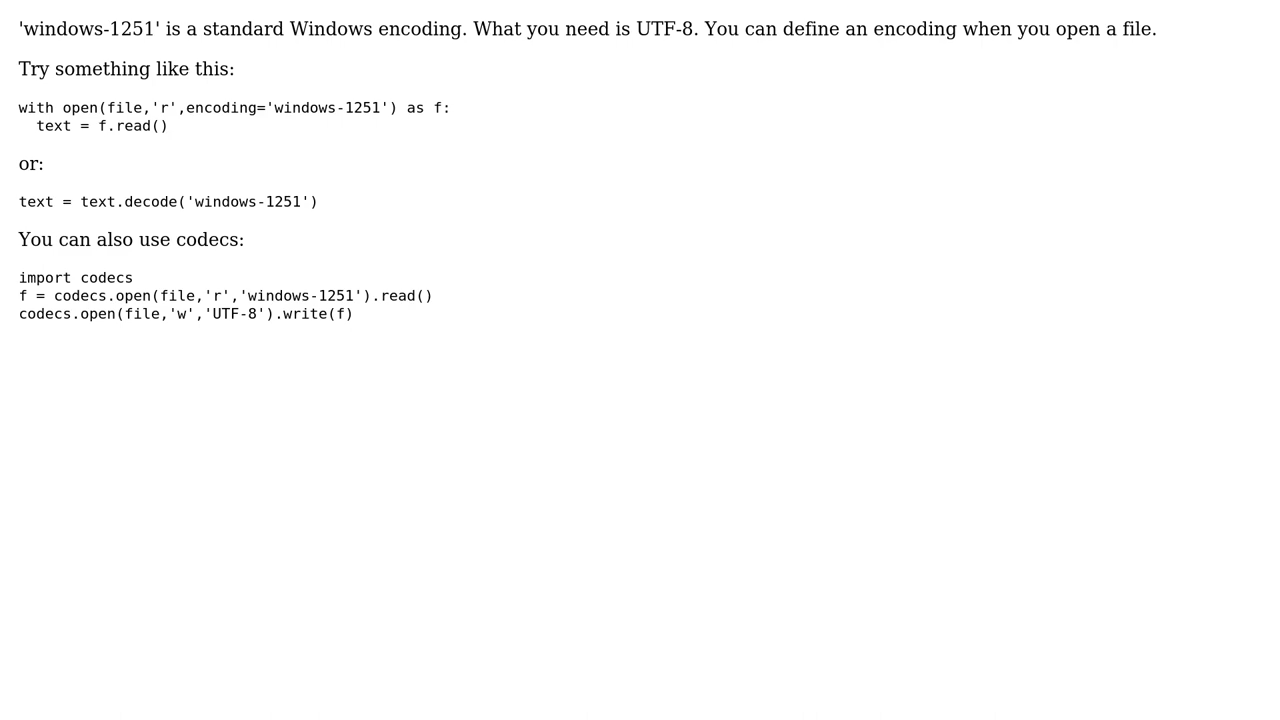 'windows-1251' is a standard Windows encoding. What you need is UTF-8. You can define an encoding when you open a file.
Try something like this:
with open(file,'r',encoding='windows-1251') as f:
  text = f.read()
or:
text = text.decode('windows-1251')
You can also use codecs:
import codecs
f = codecs.open(file,'r','windows-1251').read()
codecs.open(file,'w','UTF-8').write(f)